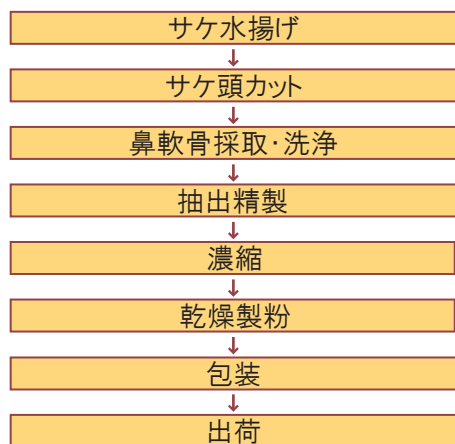 サケ水揚げ
↓
サケ頭カット
↓
鼻軟骨採取・洗浄
↓
抽出精製
↓
濃縮
↓
乾燥製粉
↓
包装
↓
出荷